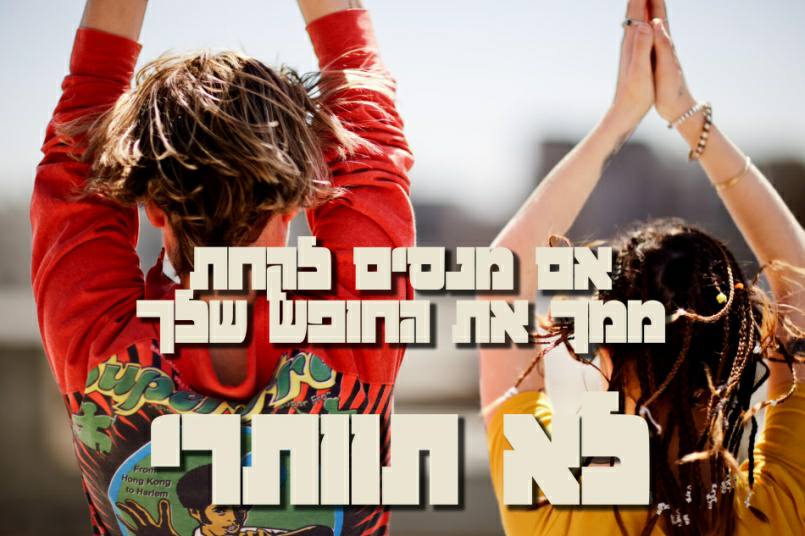 אם מנסים לקחת
ממך את החופש שלך
לא תוותרי
From
Hong Kong
to Harlem